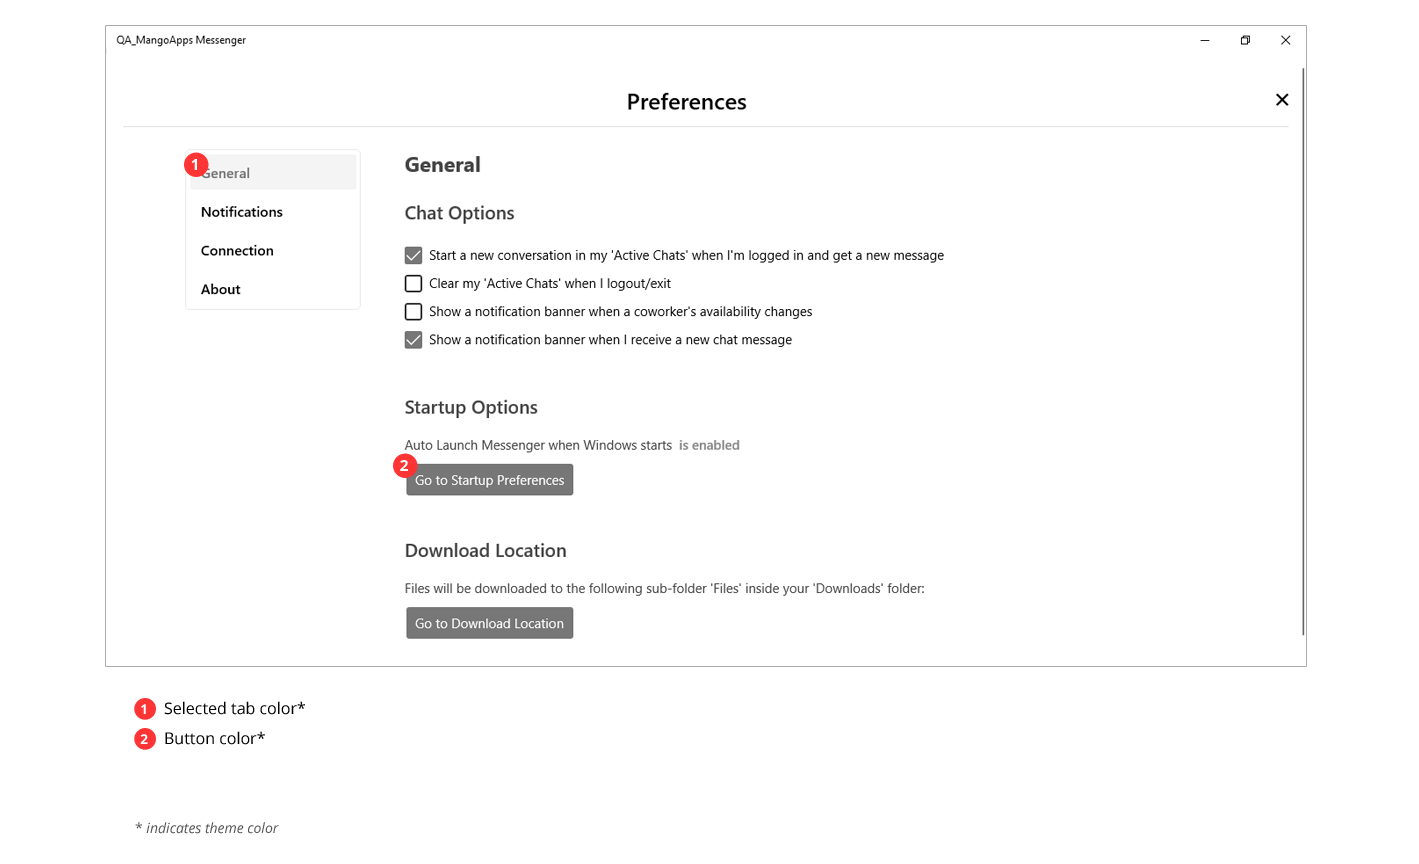 QA_MangoApps Messenger
Preferences
1
General
Notifications
Connection
About
General
Chat Options
Start a new conversation in my 'Active Chats' when I'm logged in and get a new message
Clear my 'Active Chats' when I logout/exit
Show a notification banner when a coworker's availability changes
Show a notification banner when I receive a new chat message
Startup Options
Auto Launch Messenger when Windows starts is enabled
2
Go to Startup Preferences
Download Location
Files will be downloaded to the following sub-folder 'Files' inside your 'Downloads' folder:
Go to Download Location
1 Selected tab color*
2 Button color*
* indicates theme color